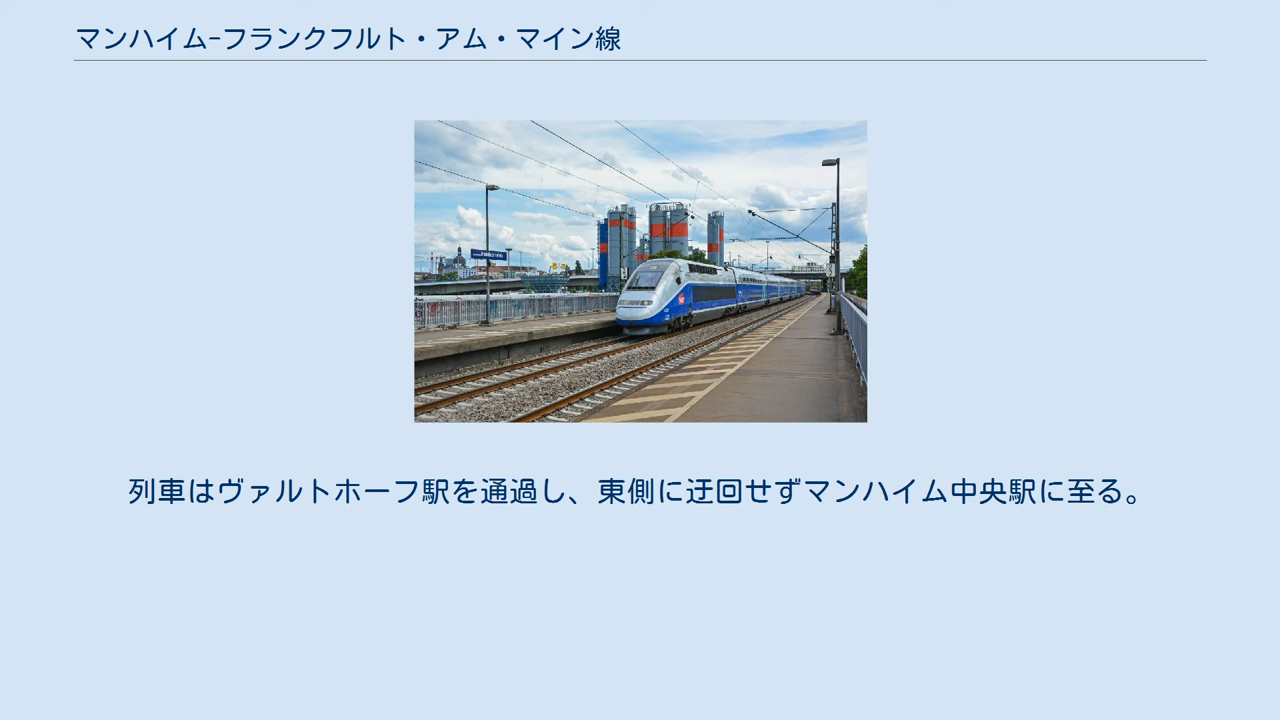 マンハイム-フランクフルト・アム・マイン線
列車はヴァルトホーフ駅を通過し、東側に迂回せずマンハイム中央駅に至る。